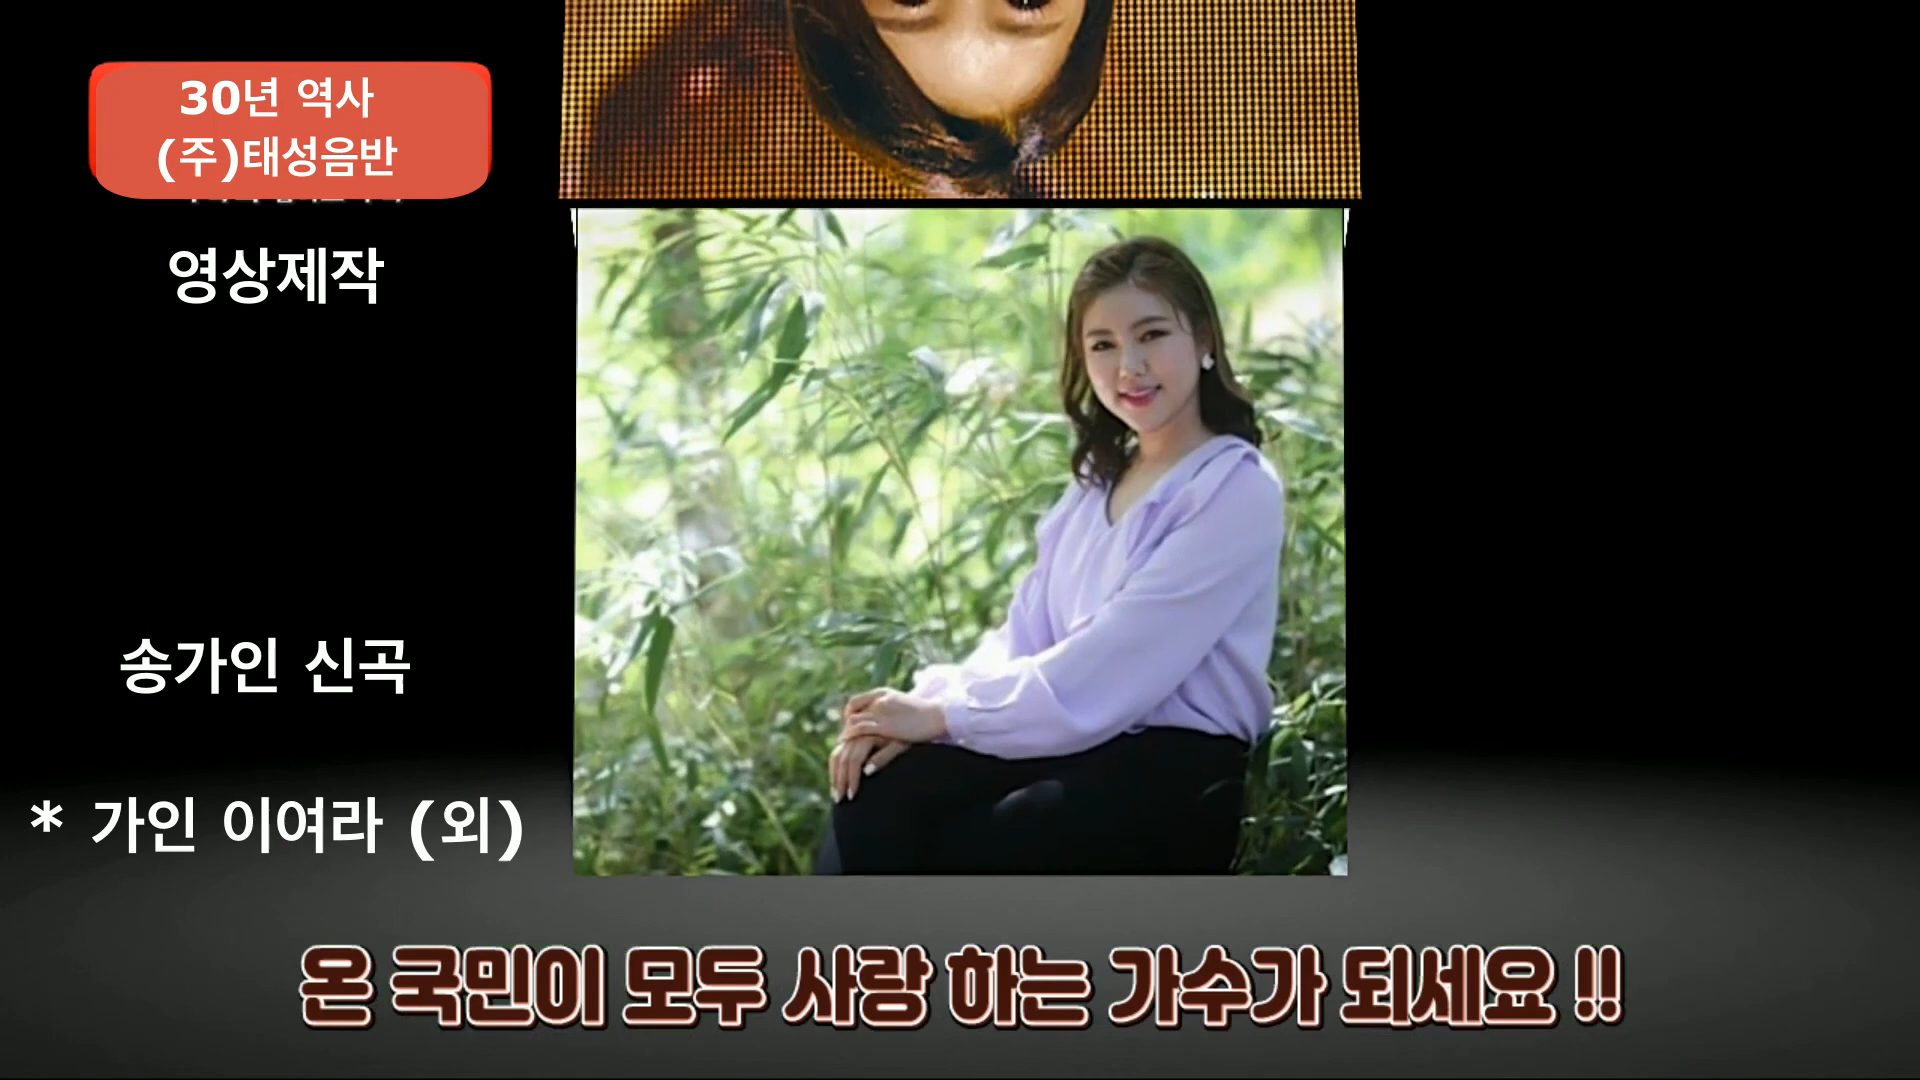 30년 역사
(주)태성음반
영상제작
송가인 신곡
* 가인 이여라 (외)
온 국민이 모두 사랑 하는 가수가 되세요 !!